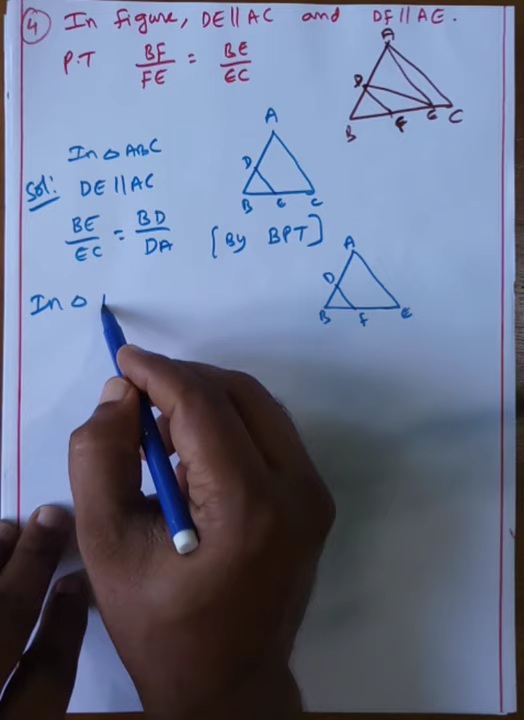 4 In figure, DE||AC and DF||AE.
P.T BF/FE = BE/EC
A
D
B F E C
In △ABC
Sol: DE||AC
A
D
B E C
BE/EC = BD/DA [By BPT]
A
D
B F E
In △